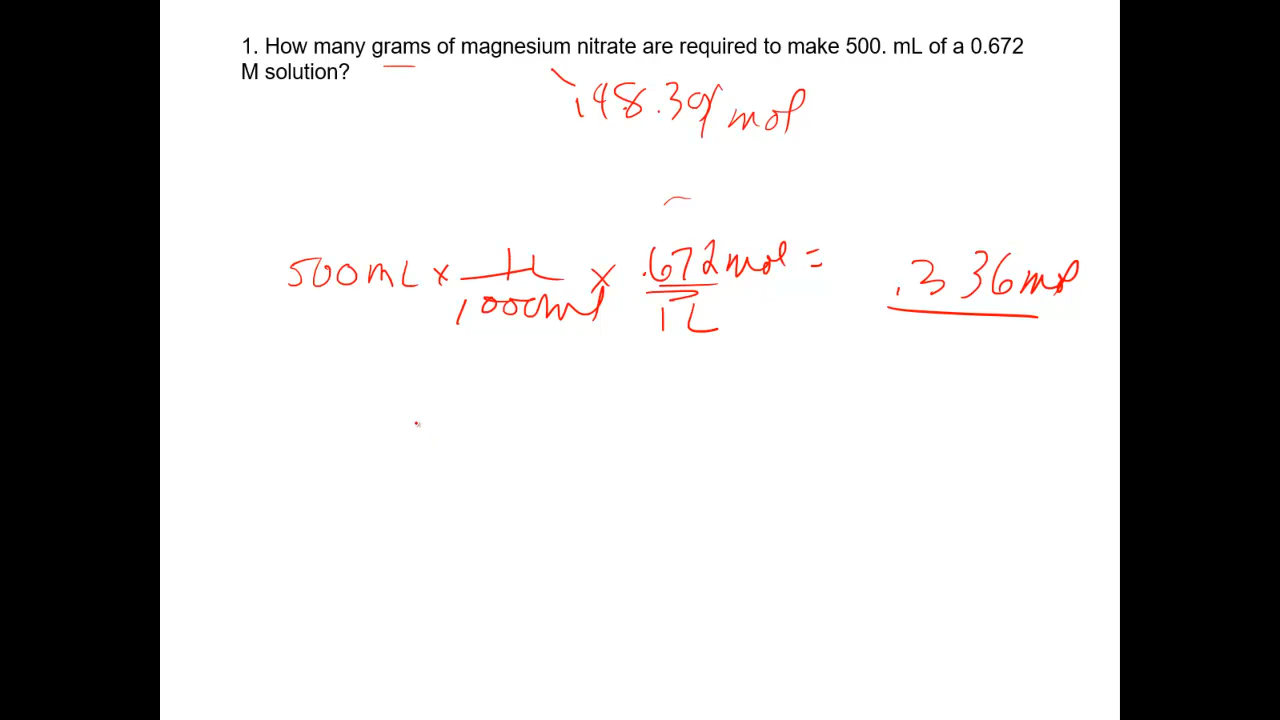 1. How many grams of magnesium nitrate are required to make 500. mL of a 0.672
M solution?
148.3g/mol
500mL × 1L/1000mL × .672mol/1L = .336mol